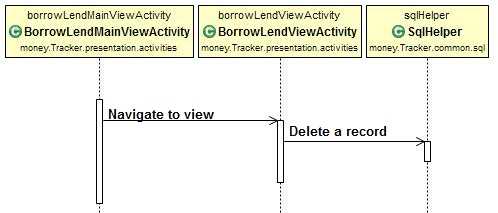 borrowLendMainViewActivity
C BorrowLendMainViewActivity
money.Tracker.presentation.activities
borrowLendViewActivity
C BorrowLendViewActivity
money.Tracker.presentation.activities
sqlHelper
C SqlHelper
money.Tracker.common.sql
Navigate to view
Delete a record